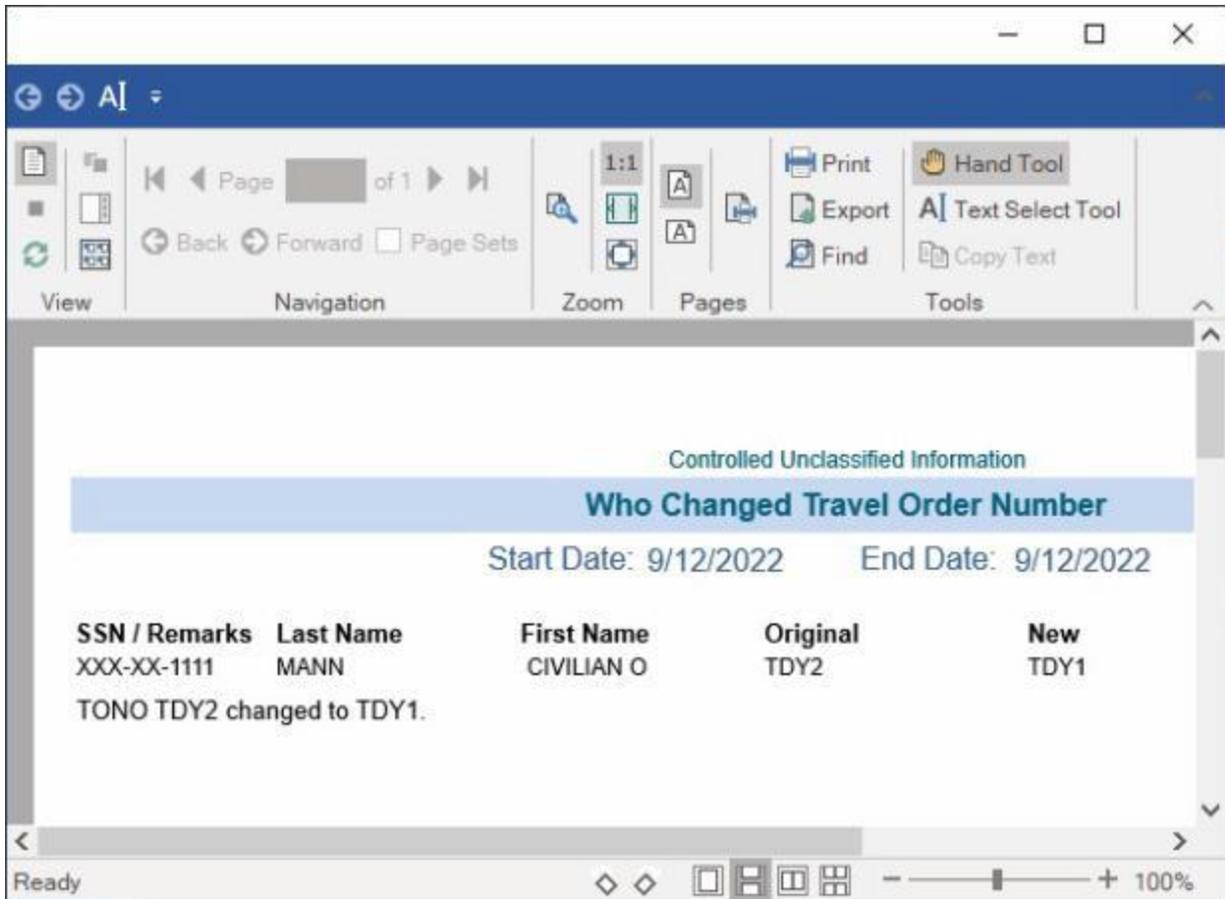 AI
1:1
Page of 1
Print
Hand Tool
A
Export
AI Text Select Tool
Back Forward Page Sets
A
Find
Copy Text
View Navigation Zoom Pages Tools
Controlled Unclassified Information
Who Changed Travel Order Number
Start Date: 9/12/2022 End Date: 9/12/2022
SSN / Remarks Last Name First Name Original New
XXX-XX-1111 MANN CIVILIAN O TDY2 TDY1
TONO TDY2 changed to TDY1.
Ready 100%